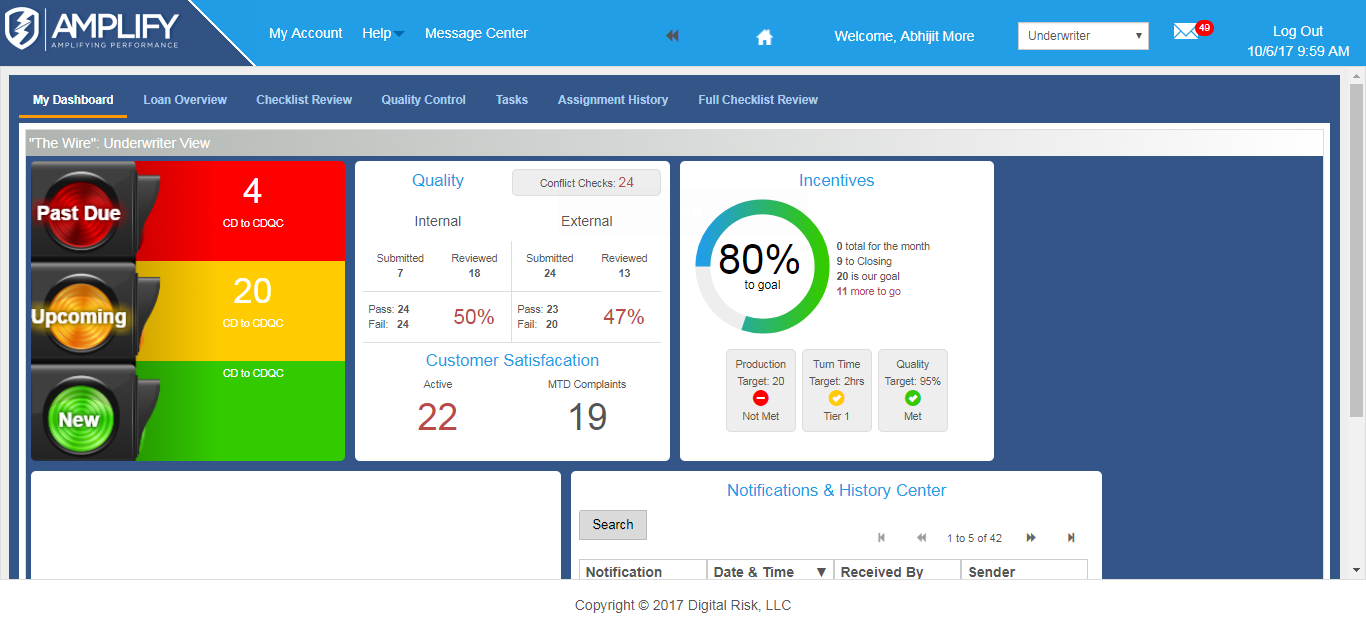 AMPLIFY
AMPLIFYING PERFORMANCE
My Account Help Message Center
Welcome, Abhijit More
Underwriter
49
Log Out
10/6/17 9:59 AM
My Dashboard Loan Overview Checklist Review Quality Control Tasks Assignment History Full Checklist Review
"The Wire": Underwriter View
Past Due
4
CD to CDQC
Upcoming
20
CD to CDQC
New
CD to CDQC
Quality
Conflict Checks: 24
Internal External
Submitted Reviewed Submitted Reviewed
7 18 24 13
Pass: 24 50% Pass: 23 47%
Fail: 24 Fail: 20
Customer Satisfacation
Active MTD Complaints
22 19
Incentives
80%
to goal
0 total for the month
9 to Closing
20 is our goal
11 more to go
Production Turn Time Quality
Target: 20 Target: 2hrs Target: 95%
Not Met Tier 1 Met
Notifications & History Center
Search
1 to 5 of 42
Notification Date & Time ▼ Received By Sender
Copyright © 2017 Digital Risk, LLC